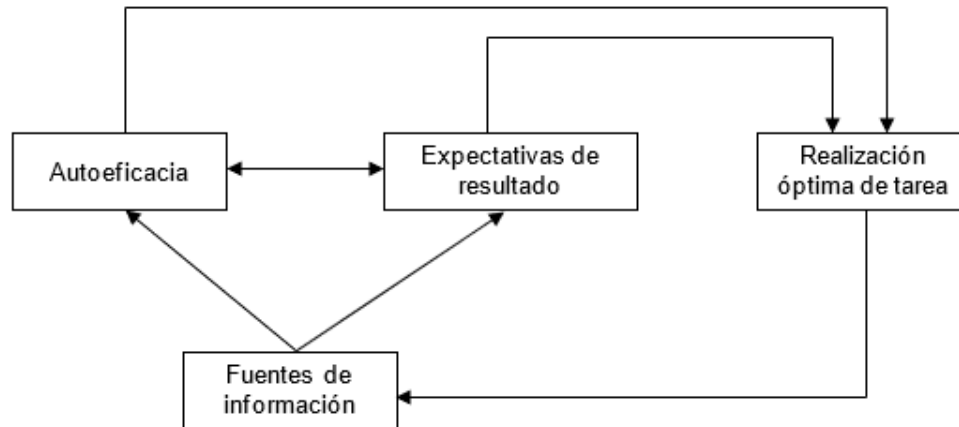 Autoeficacia
Expectativas de
resultado
Realización
óptima de tarea
Fuentes de
información